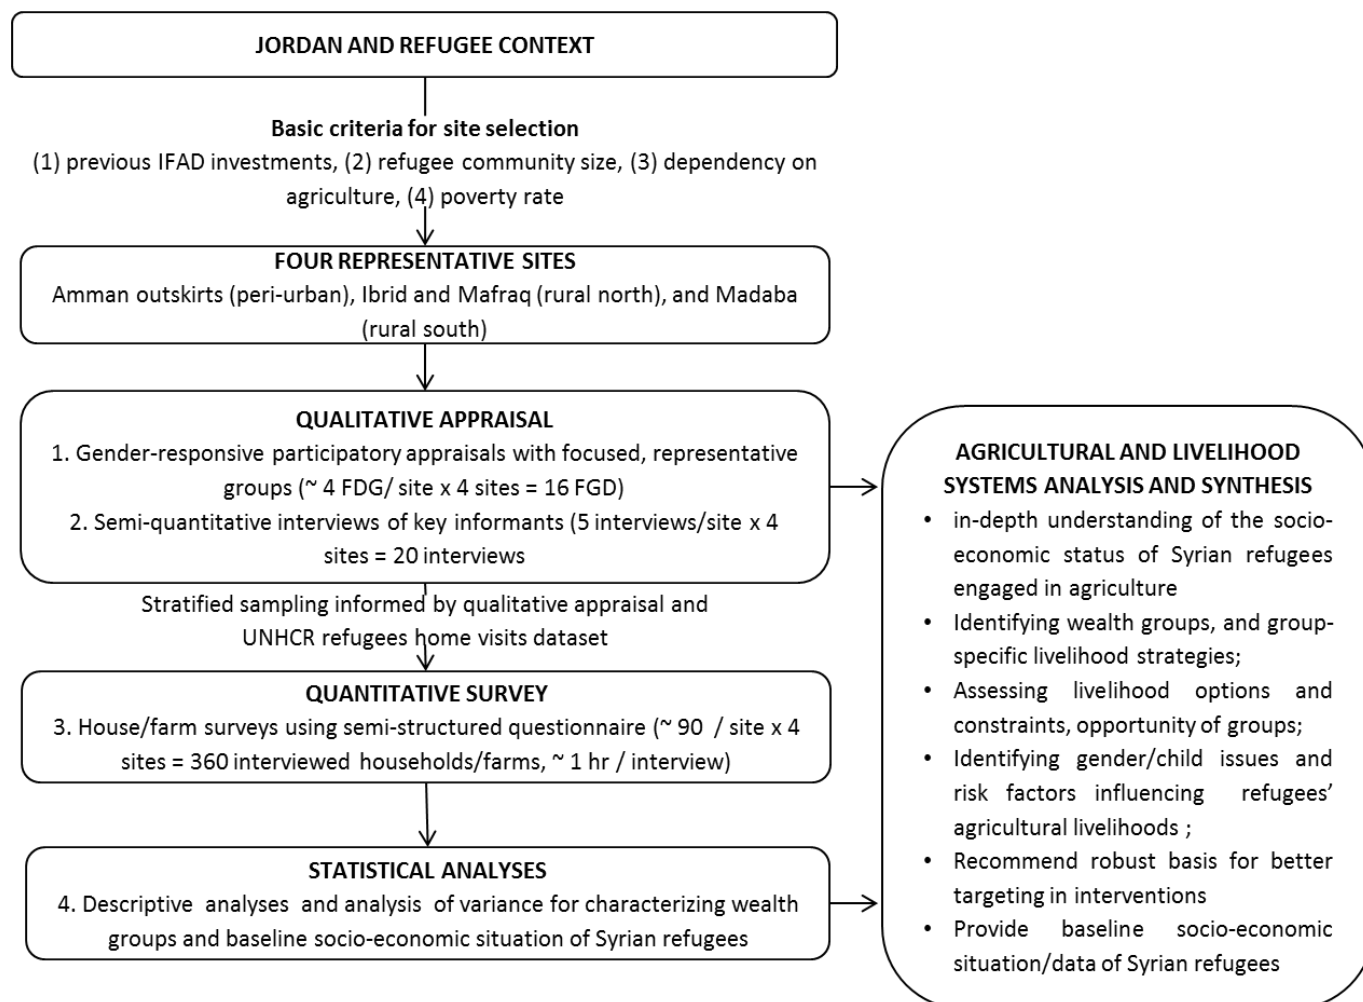 JORDAN AND REFUGEE CONTEXT
Basic criteria for site selection
(1) previous IFAD investments, (2) refugee community size, (3) dependency on
agriculture, (4) poverty rate
FOUR REPRESENTATIVE SITES
Amman outskirts (peri-urban), Ibrid and Mafraq (rural north), and Madaba
(rural south)
QUALITATIVE APPRAISAL
1. Gender-responsive participatory appraisals with focused, representative
groups (~ 4 FDG/ site x 4 sites = 16 FGD)
2. Semi-quantitative interviews of key informants (5 interviews/site x 4
sites = 20 interviews
Stratified sampling informed by qualitative appraisal and
UNHCR refugees home visits dataset
QUANTITATIVE SURVEY
3. House/farm surveys using semi-structured questionnaire (~ 90 / site x 4
sites = 360 interviewed households/farms, ~ 1 hr / interview)
STATISTICAL ANALYSES
4. Descriptive analyses and analysis of variance for characterizing wealth
groups and baseline socio-economic situation of Syrian refugees
AGRICULTURAL AND LIVELIHOOD
SYSTEMS ANALYSIS AND SYNTHESIS
• in-depth understanding of the socio-
economic status of Syrian refugees
engaged in agriculture
• Identifying wealth groups, and group-
specific livelihood strategies;
• Assessing livelihood options and
constraints, opportunity of groups;
• Identifying gender/child issues and
risk factors influencing refugees’
agricultural livelihoods ;
• Recommend robust basis for better
targeting in interventions
• Provide baseline socio-economic
situation/data of Syrian refugees